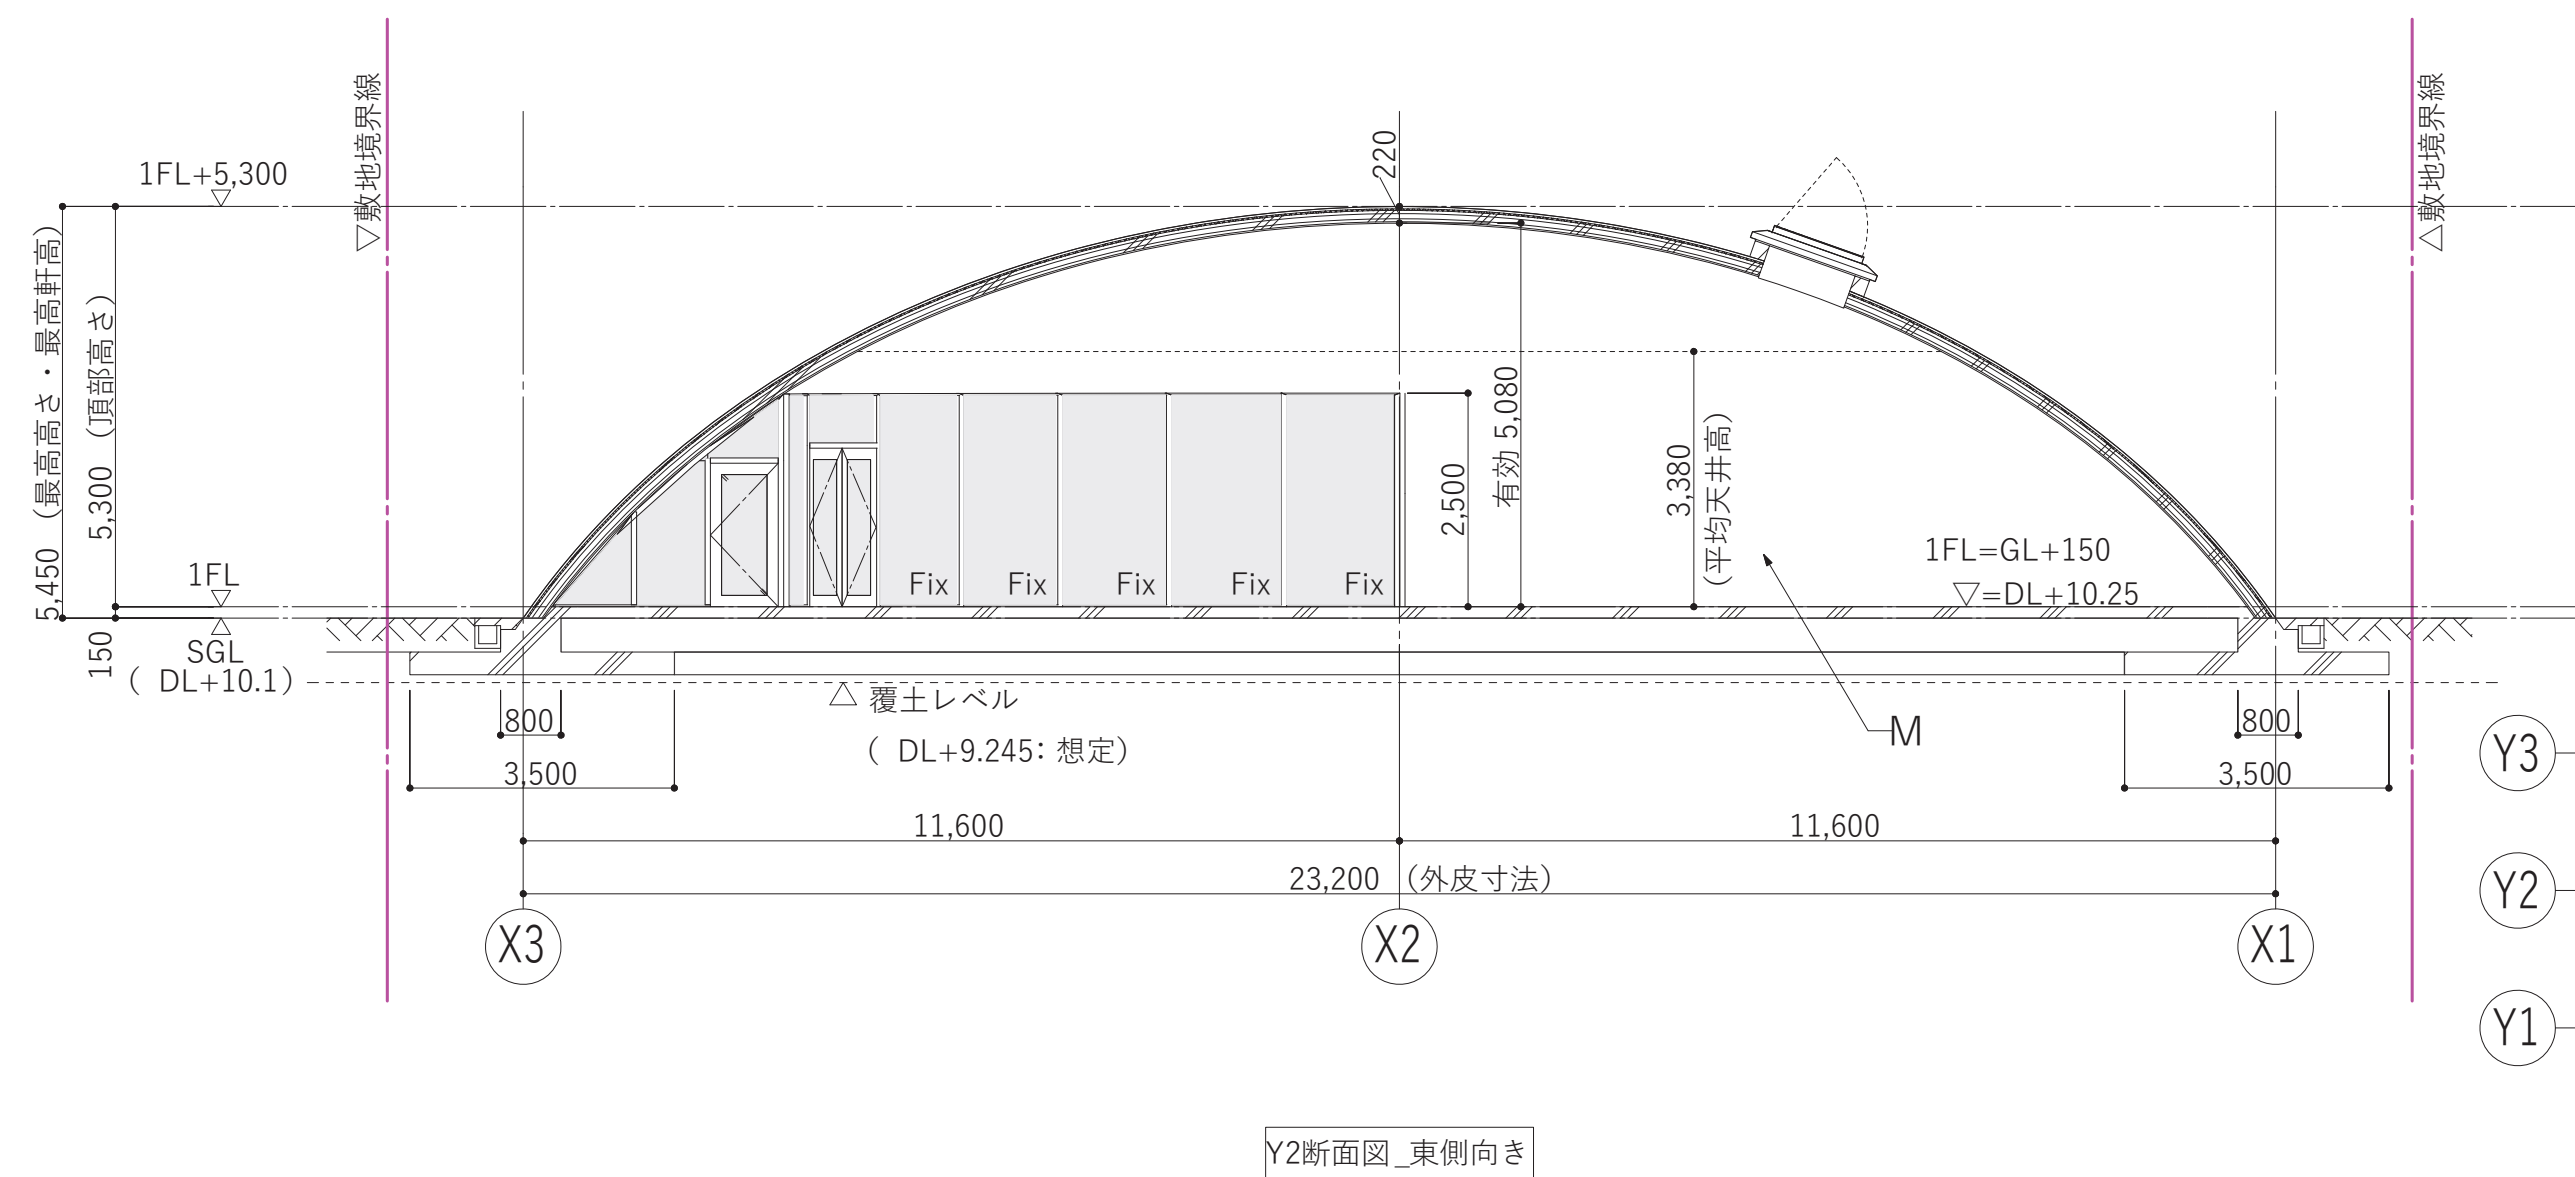 ▽敷地境界線
△敷地境界線
220
1FL+5,300
5,450（最高高さ・最高軒高）
5,300（頂部高さ）
有効 5,080
2,500
3,380
（平均天井高）
1FL=GL+150
▽=DL+10.25
1FL
Fix
Fix
Fix
Fix
Fix
150
SGL
（ DL+10.1）
△ 覆土レベル
（ DL+9.245：想定）
M
800
800
3,500
3,500
11,600
11,600
23,200 （外皮寸法）
X3
X2
X1
Y3
Y2
Y1
Y2断面図_東側向き